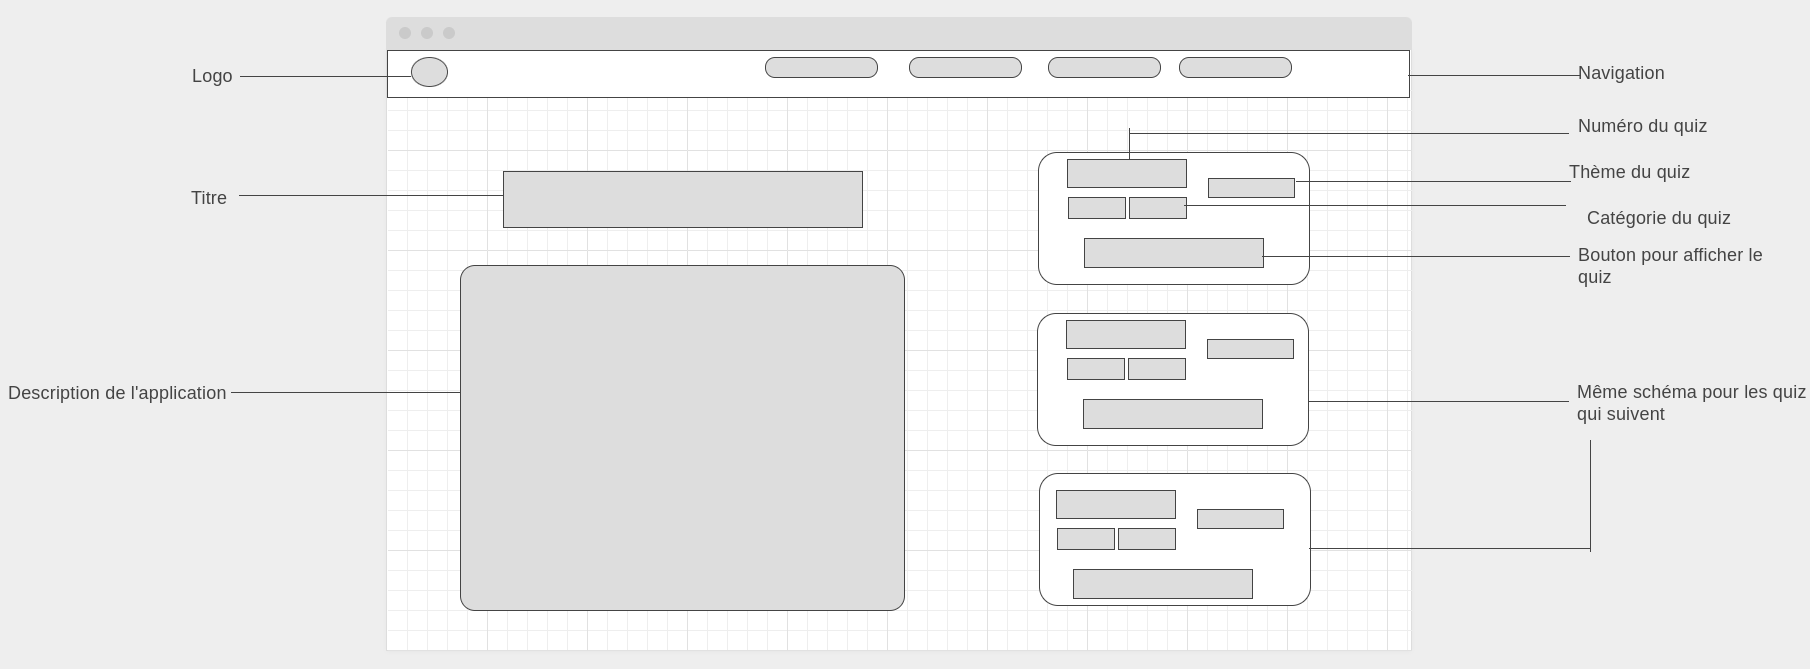 Logo
Navigation
Numéro du quiz
Thème du quiz
Titre
Catégorie du quiz
Bouton pour afficher le
quiz
Description de l'application
Même schéma pour les quiz
qui suivent